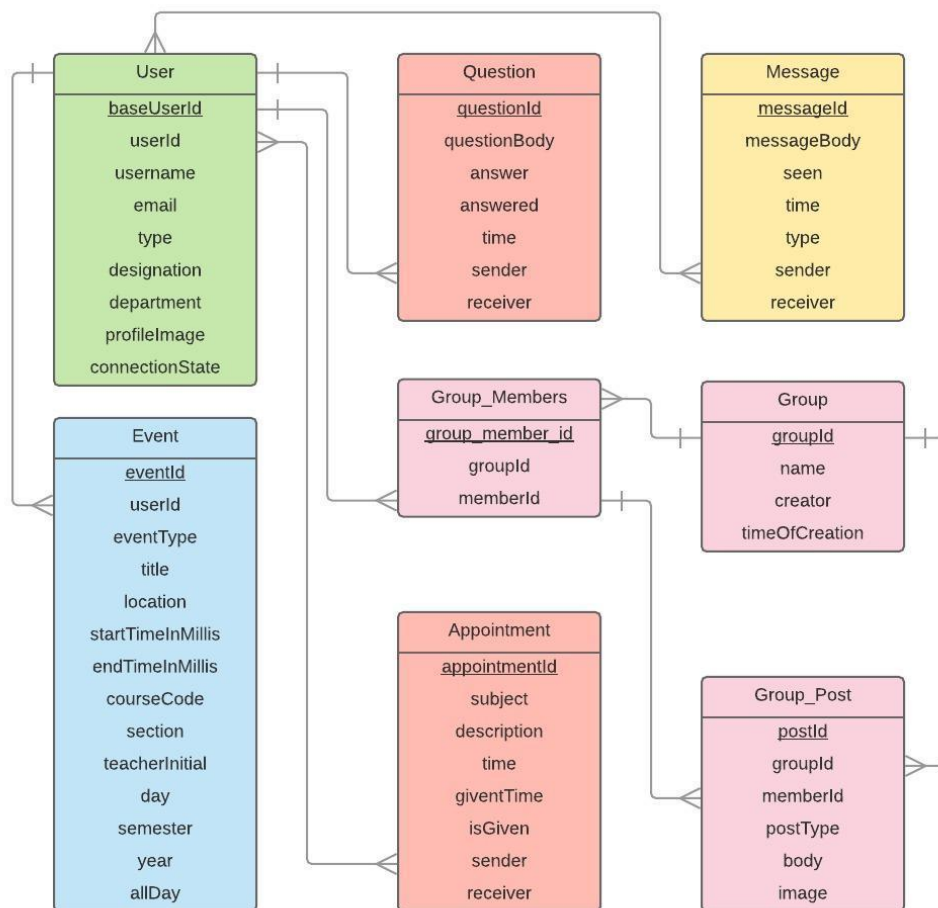 User
baseUserId
userId
username
email
type
designation
department
profileImage
connectionState
Question
questionId
questionBody
answer
answered
time
sender
receiver
Message
messageId
messageBody
seen
time
type
sender
receiver
Event
eventId
userId
eventType
title
location
startTimeInMillis
endTimeInMillis
courseCode
section
teacherInitial
day
semester
year
allDay
Group_Members
group_member_id
groupId
memberId
Group
groupId
name
creator
timeOfCreation
Appointment
appointmentId
subject
description
time
giventTime
isGiven
sender
receiver
Group_Post
postId
groupId
memberId
postType
body
image